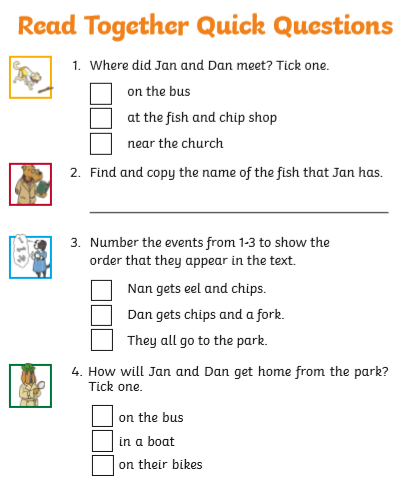 Read Together Quick Questions
1. Where did Jan and Dan meet? Tick one.
on the bus
at the fish and chip shop
near the church
2. Find and copy the name of the fish that Jan has.
3. Number the events from 1-3 to show the
order that they appear in the text.
Nan gets eel and chips.
Dan gets chips and a fork.
They all go to the park.
4. How will Jan and Dan get home from the park?
Tick one.
on the bus
in a boat
on their bikes